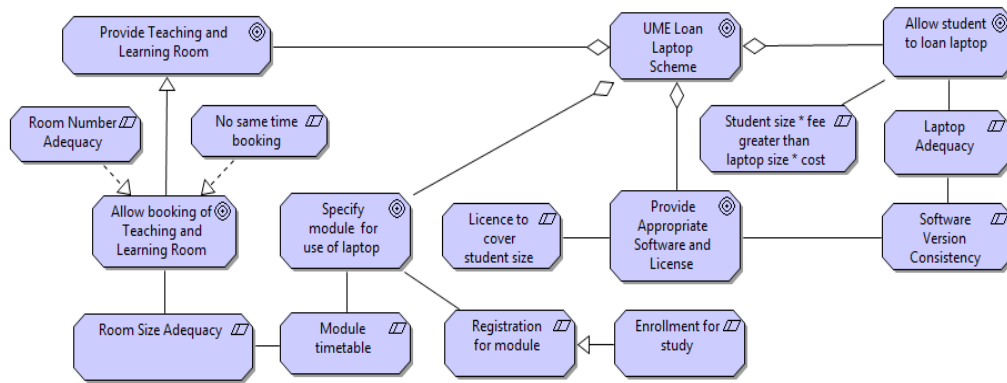 Provide Teaching and
Learning Room
UME Loan
Laptop
Scheme
Allow student
to loan laptop
Room Number
Adequacy
No same time
booking
Student size * fee
greater than
laptop size * cost
Laptop
Adequacy
Allow booking of
Teaching and
Learning Room
Specify
module for
use of laptop
Licence to
cover
student size
Provide
Appropriate
Software and
License
Software
Version
Consistency
Room Size Adequacy
Module
timetable
Registration
for module
Enrollment for
study